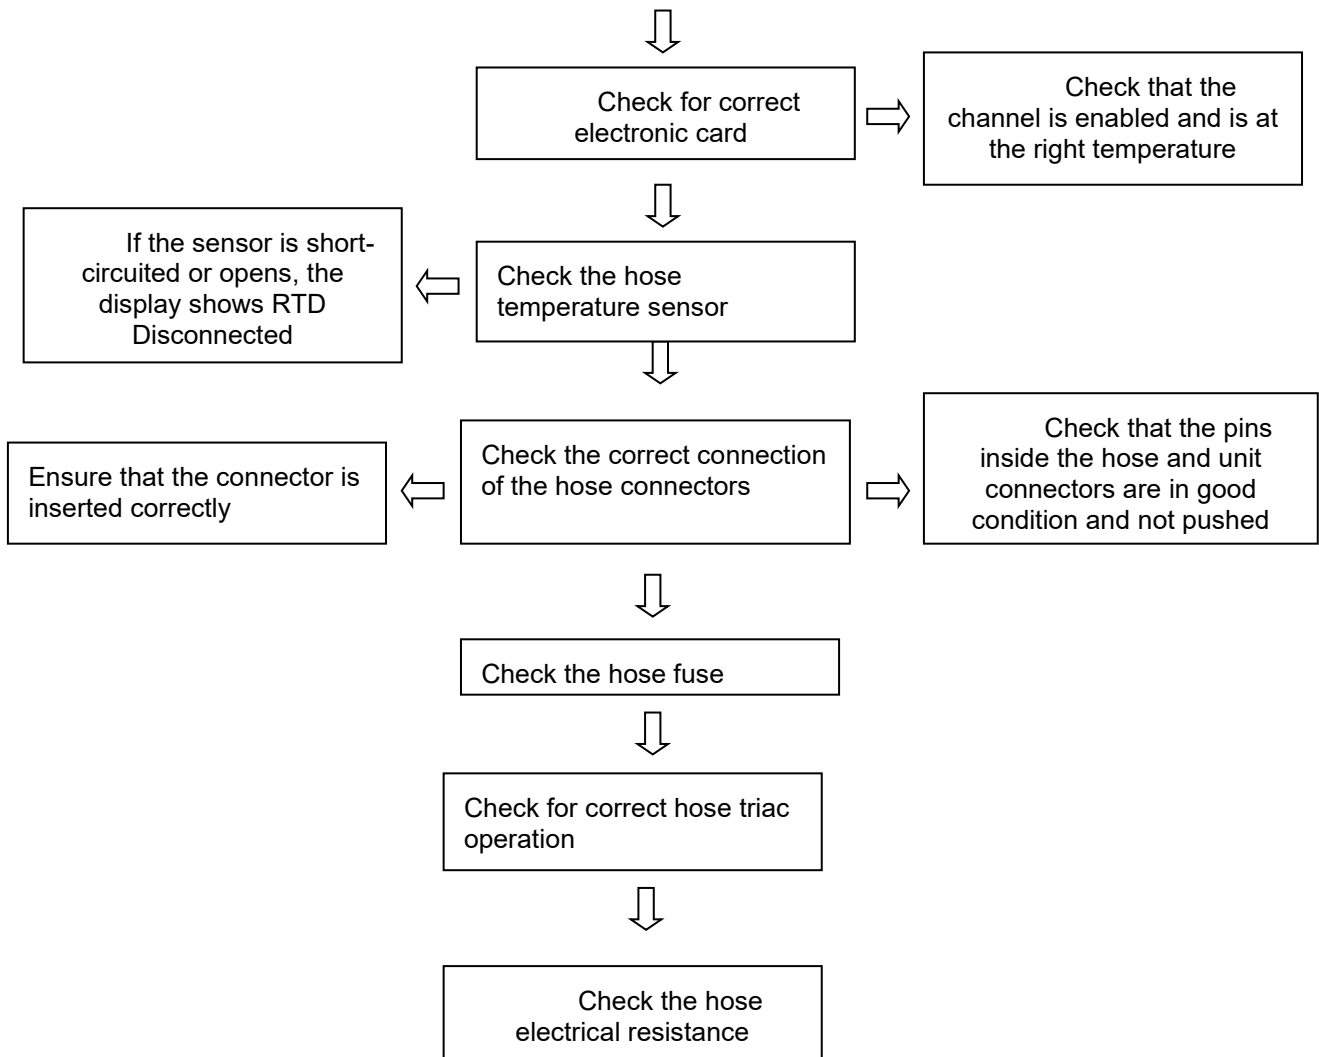 Check for correct
electronic card
Check that the
channel is enabled and is at
the right temperature
If the sensor is short-
circuited or opens, the
display shows RTD
Disconnected
Check the hose
temperature sensor
Ensure that the connector is
inserted correctly
Check the correct connection
of the hose connectors
Check that the pins
inside the hose and unit
connectors are in good
condition and not pushed
Check the hose fuse
Check for correct hose triac
operation
Check the hose
electrical resistance